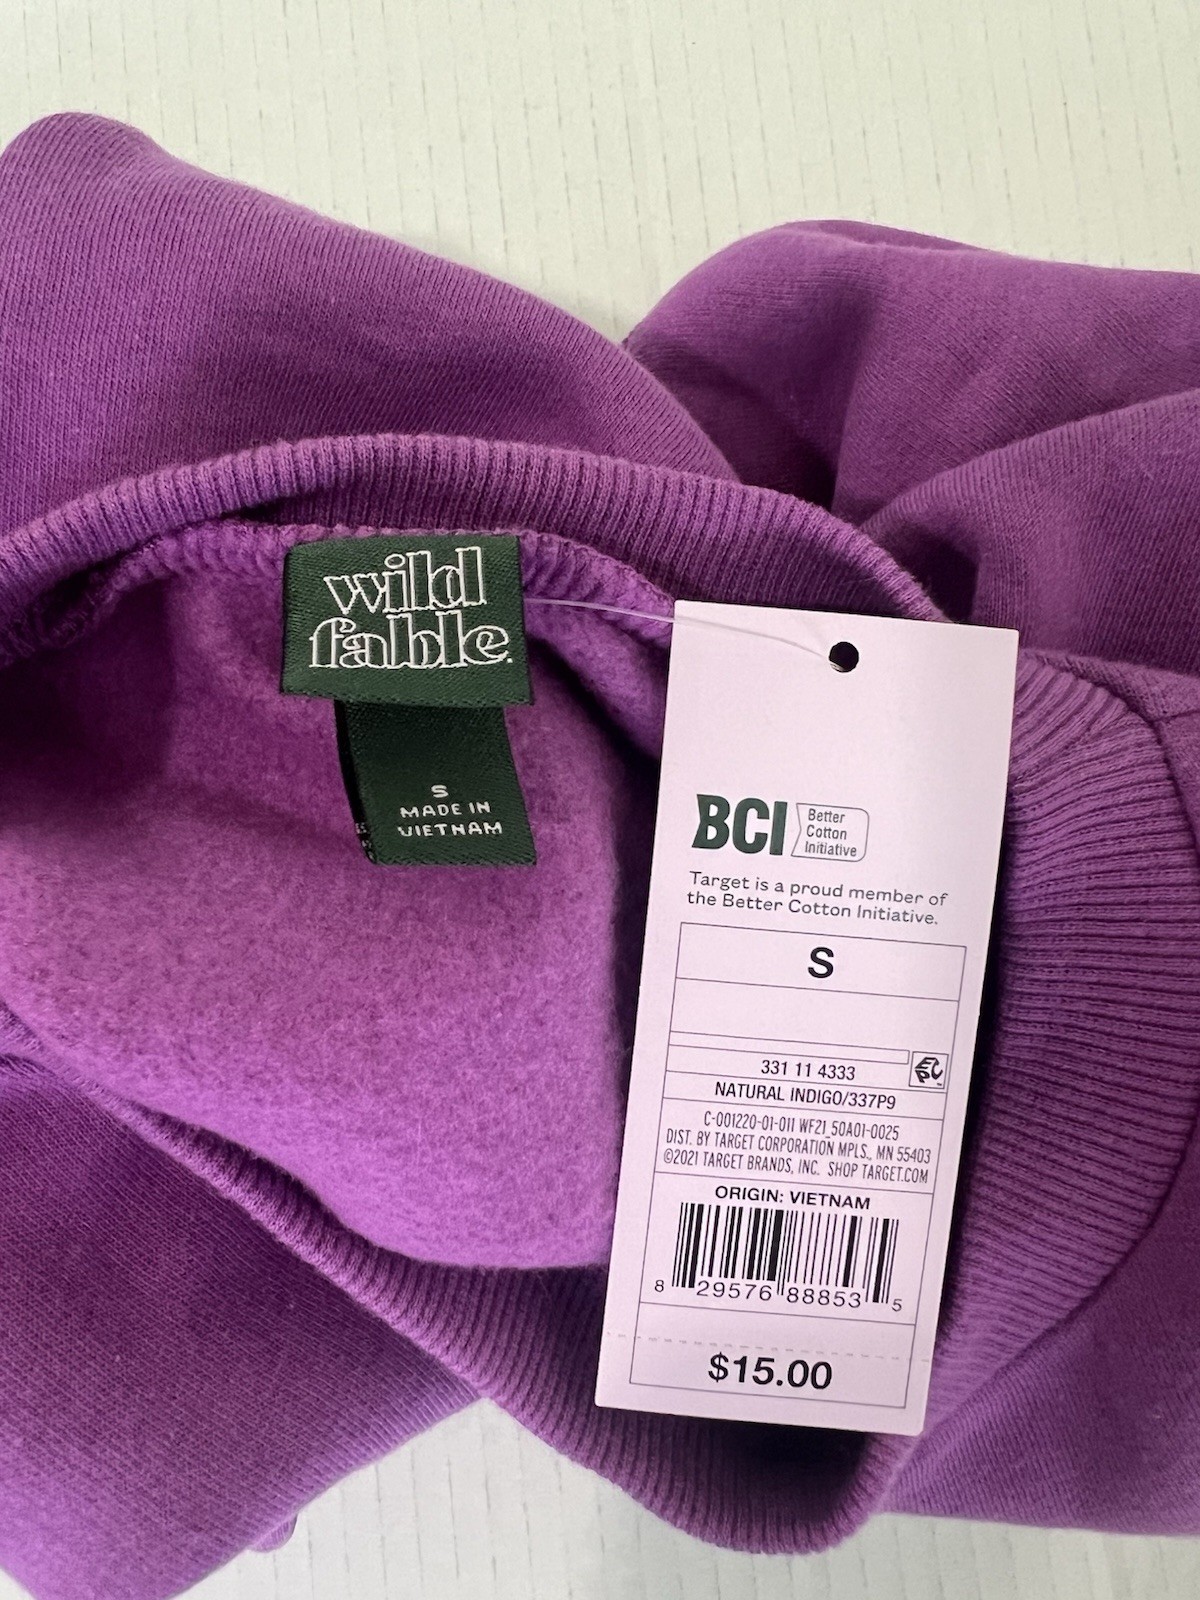 wild
fable.
S
MADE IN
VIETNAM
BCI
Better
Cotton
Initiative
Target is a proud member of
the Better Cotton Initiative.
S
331 11 4333
EPC
NATURAL INDIGO/337P9
C-001220-01-011 WF21_50A01-0025
DIST. BY TARGET CORPORATION MPLS., MN 55403
©2021 TARGET BRANDS, INC. SHOP TARGET.COM
ORIGIN: VIETNAM
8 29576 88853 5
$15.00